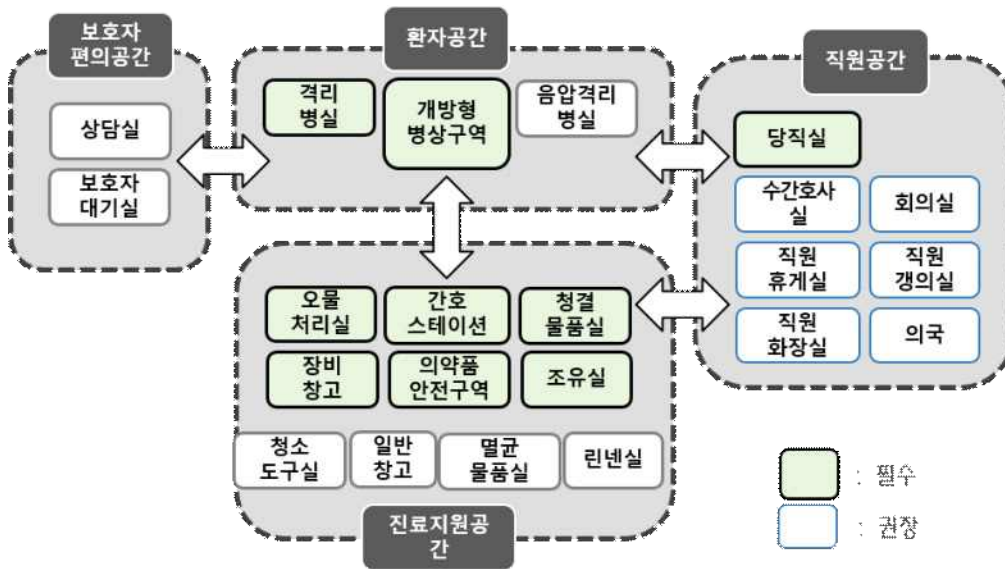 보호자
편의공간
상담실
보호자
대기실
환자공간
격리
병실
개방형
병상구역
음압격리
병실
직원공간
당직실
수간호사
실
회의실
직원
휴게실
직원
갱의실
직원
화장실
의국
오물
처리실
간호
스테이션
청결
물품실
장비
창고
의약품
안전구역
조유실
청소
도구실
일반
창고
멸균
물품실
린넨실
진료지원공
간
: 필수
: 권장